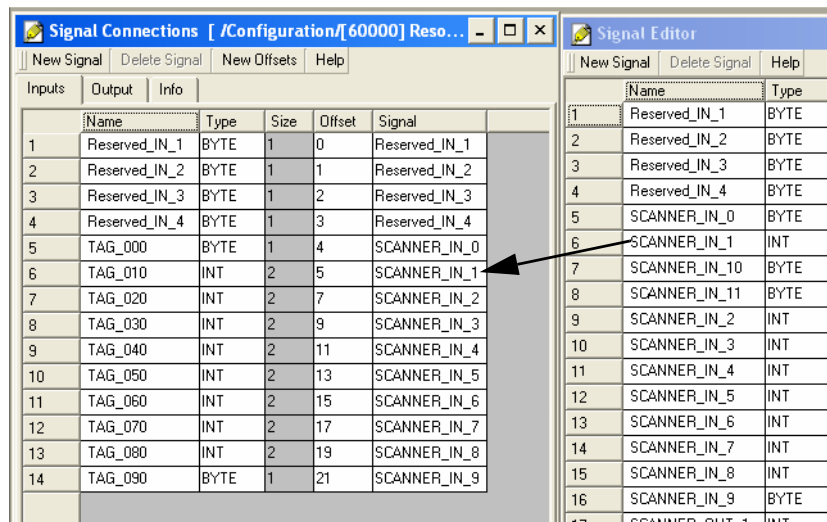 Signal Connections [ /Configuration/[60000] Reso...
New Signal Delete Signal New Offsets Help
Inputs Output Info
Name Type Size Offset Signal
1 Reserved_IN_1 BYTE 1 0 Reserved_IN_1
2 Reserved_IN_2 BYTE 1 1 Reserved_IN_2
3 Reserved_IN_3 BYTE 1 2 Reserved_IN_3
4 Reserved_IN_4 BYTE 1 3 Reserved_IN_4
5 TAG_000 BYTE 1 4 SCANNER_IN_0
6 TAG_010 INT 2 5 SCANNER_IN_1
7 TAG_020 INT 2 7 SCANNER_IN_2
8 TAG_030 INT 2 9 SCANNER_IN_3
9 TAG_040 INT 2 11 SCANNER_IN_4
10 TAG_050 INT 2 13 SCANNER_IN_5
11 TAG_060 INT 2 15 SCANNER_IN_6
12 TAG_070 INT 2 17 SCANNER_IN_7
13 TAG_080 INT 2 19 SCANNER_IN_8
14 TAG_090 BYTE 1 21 SCANNER_IN_9
Signal Editor
New Signal Delete Signal Help
Name Type
1 Reserved_IN_1 BYTE
2 Reserved_IN_2 BYTE
3 Reserved_IN_3 BYTE
4 Reserved_IN_4 BYTE
5 SCANNER_IN_0 BYTE
6 SCANNER_IN_1 INT
7 SCANNER_IN_10 BYTE
8 SCANNER_IN_11 BYTE
9 SCANNER_IN_2 INT
10 SCANNER_IN_3 INT
11 SCANNER_IN_4 INT
12 SCANNER_IN_5 INT
13 SCANNER_IN_6 INT
14 SCANNER_IN_7 INT
15 SCANNER_IN_8 INT
16 SCANNER_IN_9 BYTE
17 SCANNER_OUT_1 INT